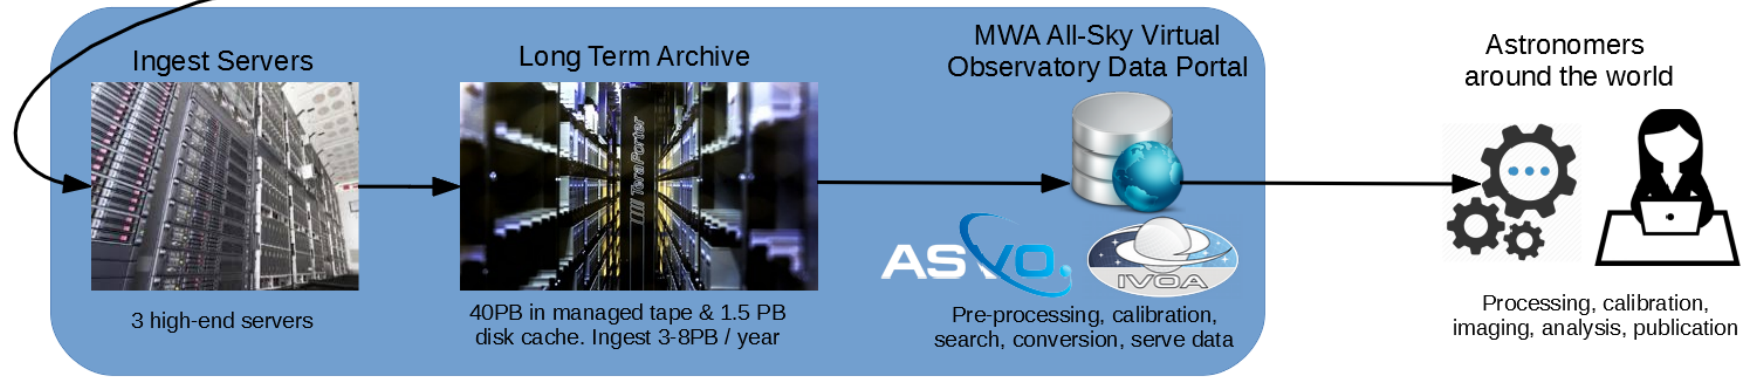 Ingest Servers
3 high-end servers
Long Term Archive
TeraPorter
40PB in managed tape & 1.5 PB
disk cache. Ingest 3-8PB / year
MWA All-Sky Virtual
Observatory Data Portal
ASVO
IVOA
Pre-processing, calibration,
search, conversion, serve data
Astronomers
around the world
Processing, calibration,
imaging, analysis, publication